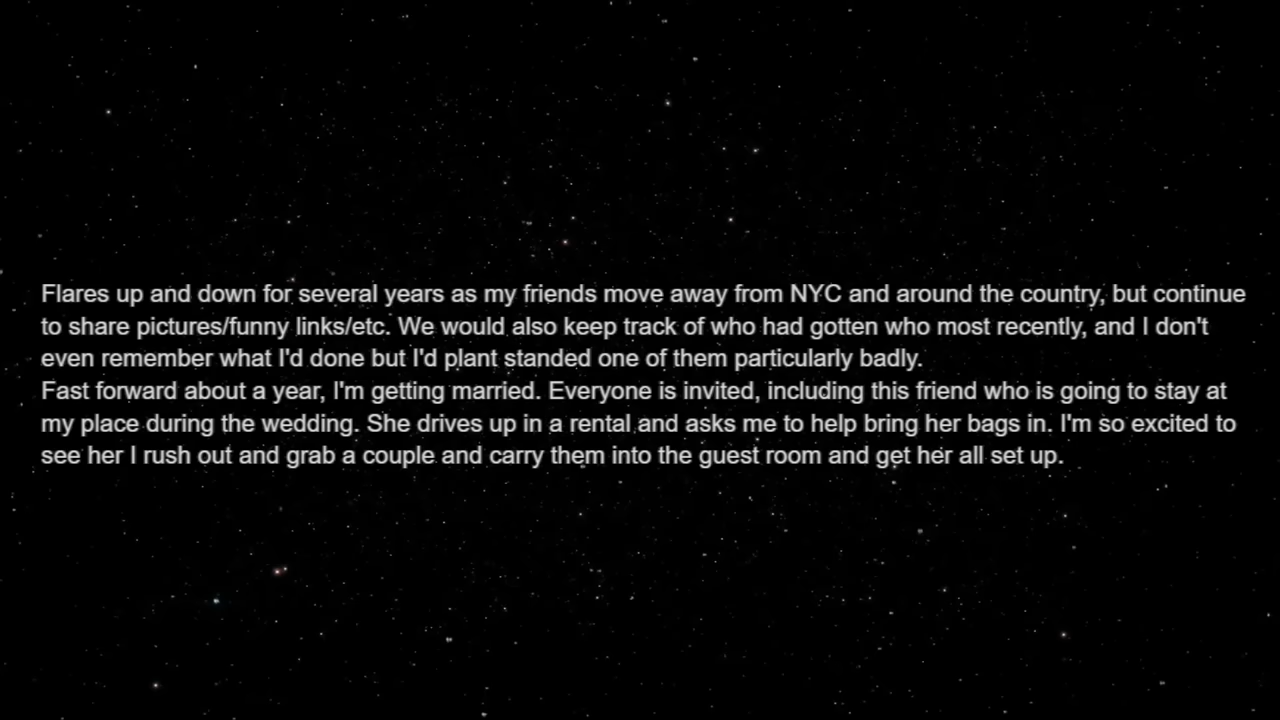 Flares up and down for several years as my friends move away from NYC and around the country, but continue
to share pictures/funny links/etc. We would also keep track of who had gotten who most recently, and I don't
even remember what I'd done but I'd plant standed one of them particularly badly.
Fast forward about a year, I'm getting married. Everyone is invited, including this friend who is going to stay at
my place during the wedding. She drives up in a rental and asks me to help bring her bags in. I'm so excited to
see her I rush out and grab a couple and carry them into the guest room and get her all set up.